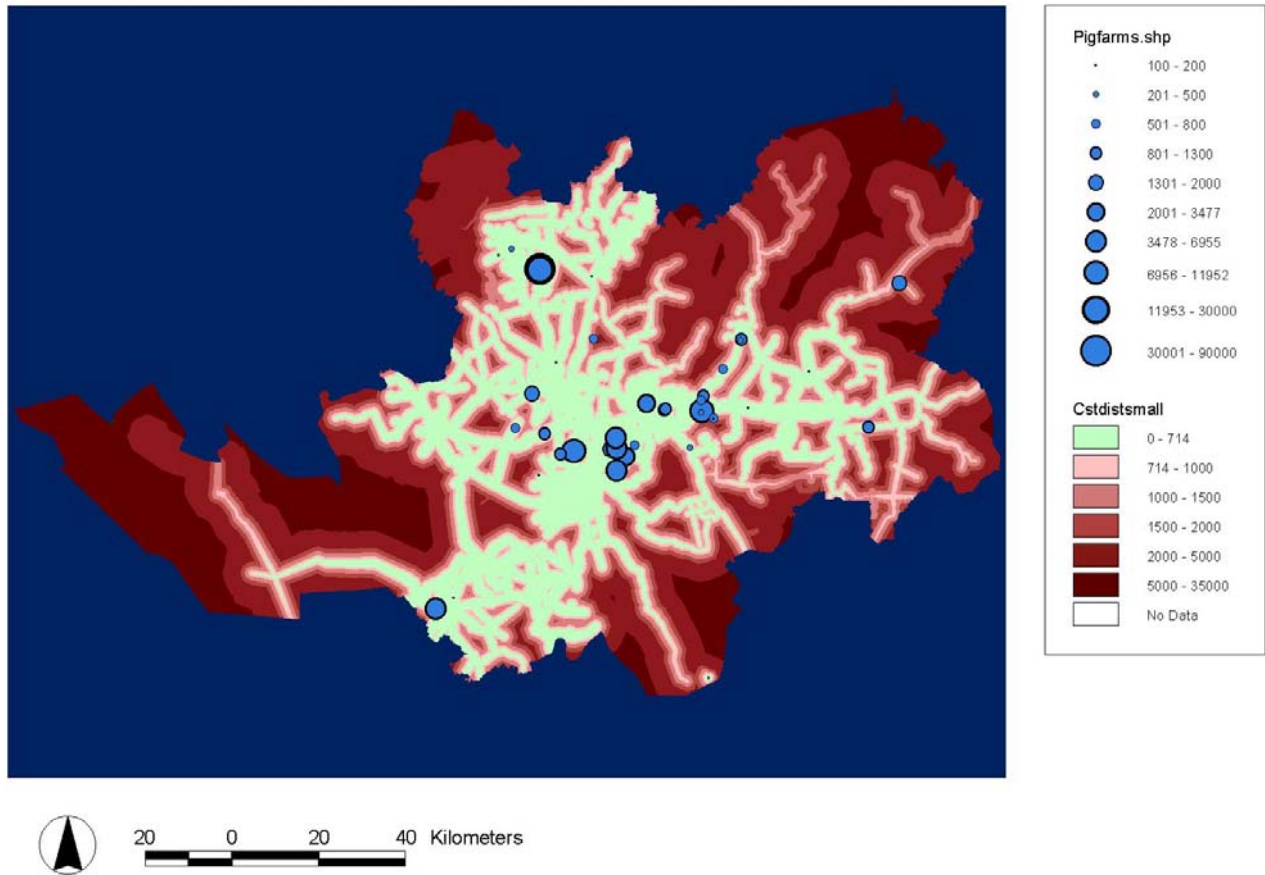 Pigfarms.shp
100 - 200
201 - 500
501 - 800
801 - 1300
1301 - 2000
2001 - 3477
3478 - 6955
6956 - 11952
11953 - 30000
30001 - 90000
Cstdistsmall
0 - 714
714 - 1000
1000 - 1500
1500 - 2000
2000 - 5000
5000 - 35000
No Data
20 0 20 40 Kilometers